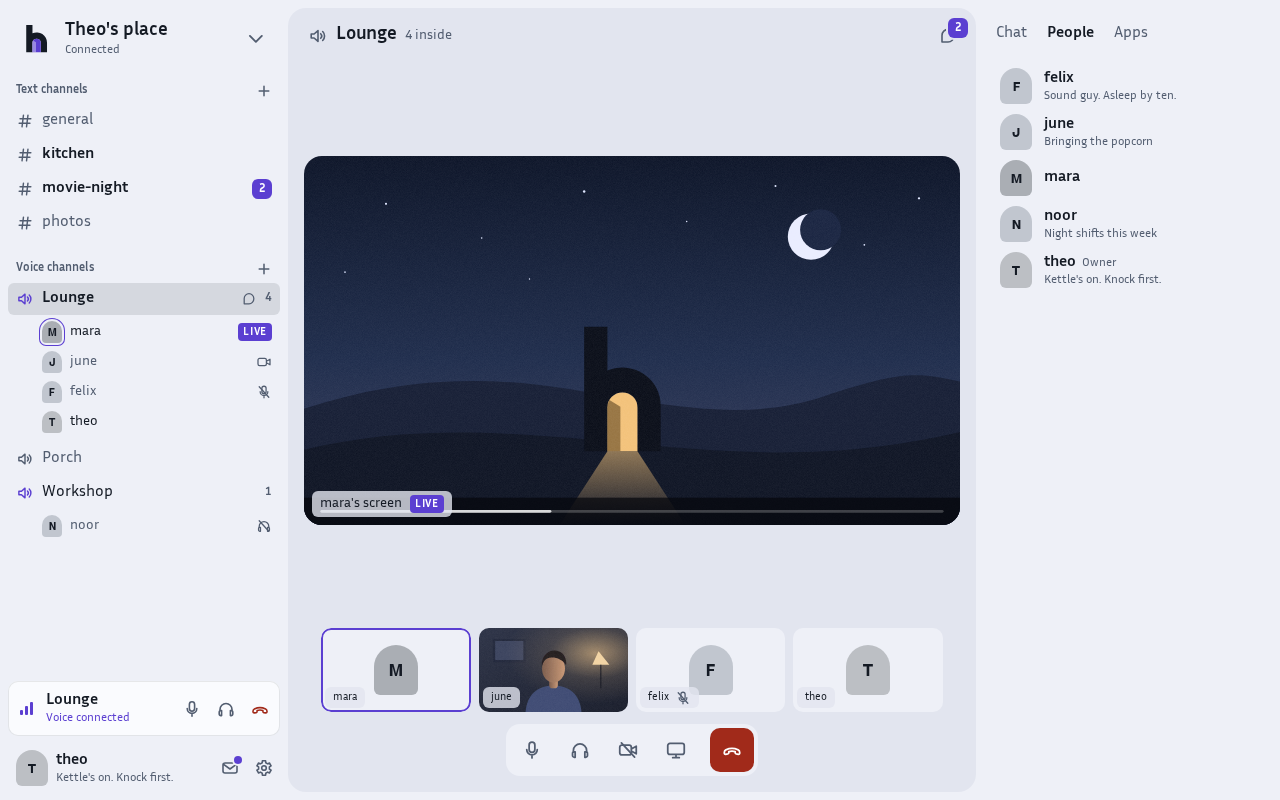 Theo's place
Connected
Text channels
general
kitchen
movie-night
2
photos
Voice channels
Lounge
4
M
mara
LIVE
J
june
F
felix
T
theo
Porch
Workshop
1
N
noor
Lounge
Voice connected
T
theo
Kettle's on. Knock first.
Lounge
4 inside
2
mara's screen
LIVE
M
mara
june
F
felix
T
theo
Chat
People
Apps
F
felix
Sound guy. Asleep by ten.
J
june
Bringing the popcorn
M
mara
N
noor
Night shifts this week
T
theo Owner
Kettle's on. Knock first.